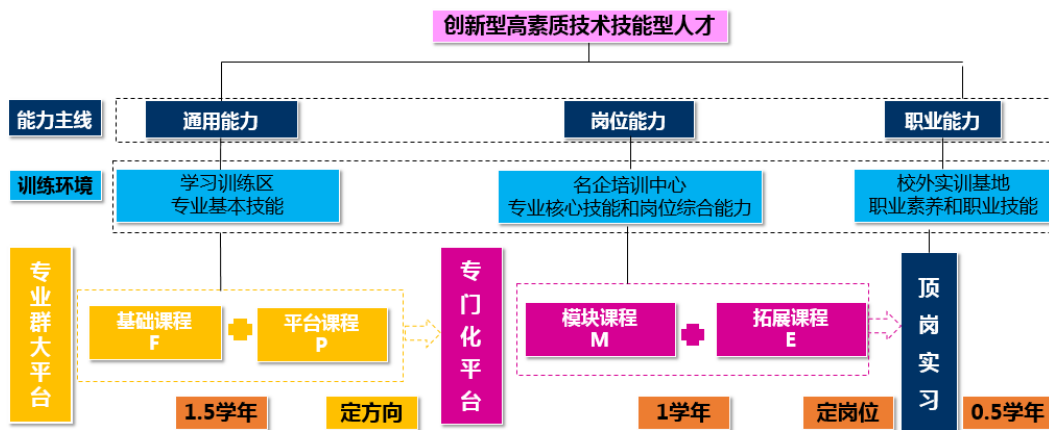 创新型高素质技术技能型人才
能力主线
通用能力
岗位能力
职业能力
训练环境
学习训练区
专业基本技能
名企培训中心
专业核心技能和岗位综合能力
校外实训基地
职业素养和职业技能
专业群大平台
基础课程
F
平台课程
P
专门化平台
模块课程
M
拓展课程
E
顶岗实习
1.5学年
定方向
1学年
定岗位
0.5学年